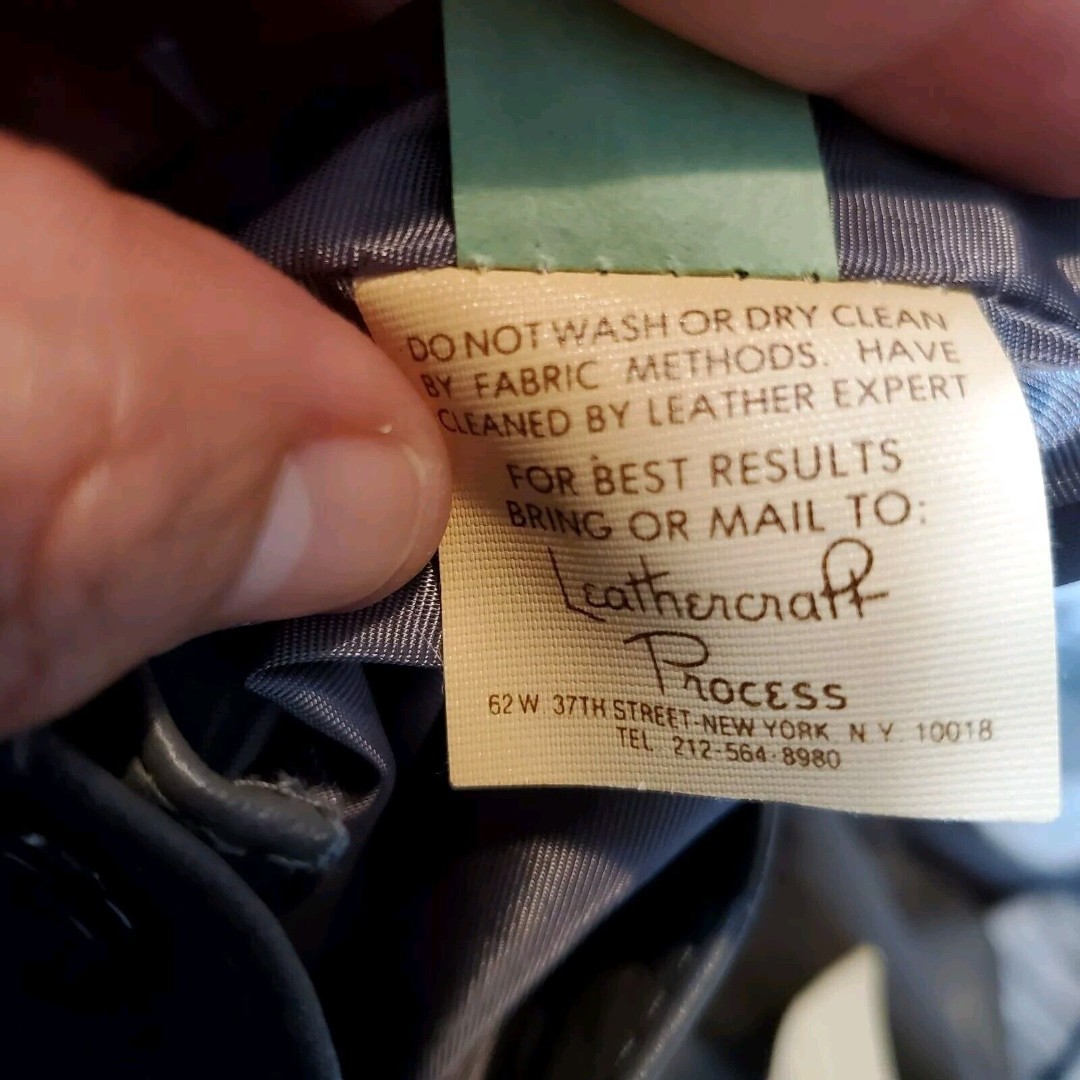 DO NOT WASH OR DRY CLEAN
BY FABRIC METHODS. HAVE
CLEANED BY LEATHER EXPERT
FOR BEST RESULTS
BRING OR MAIL TO:
Leathercraft
Process
62 W 37TH STREET-NEW YORK N.Y. 10018
TEL 212-564-8980